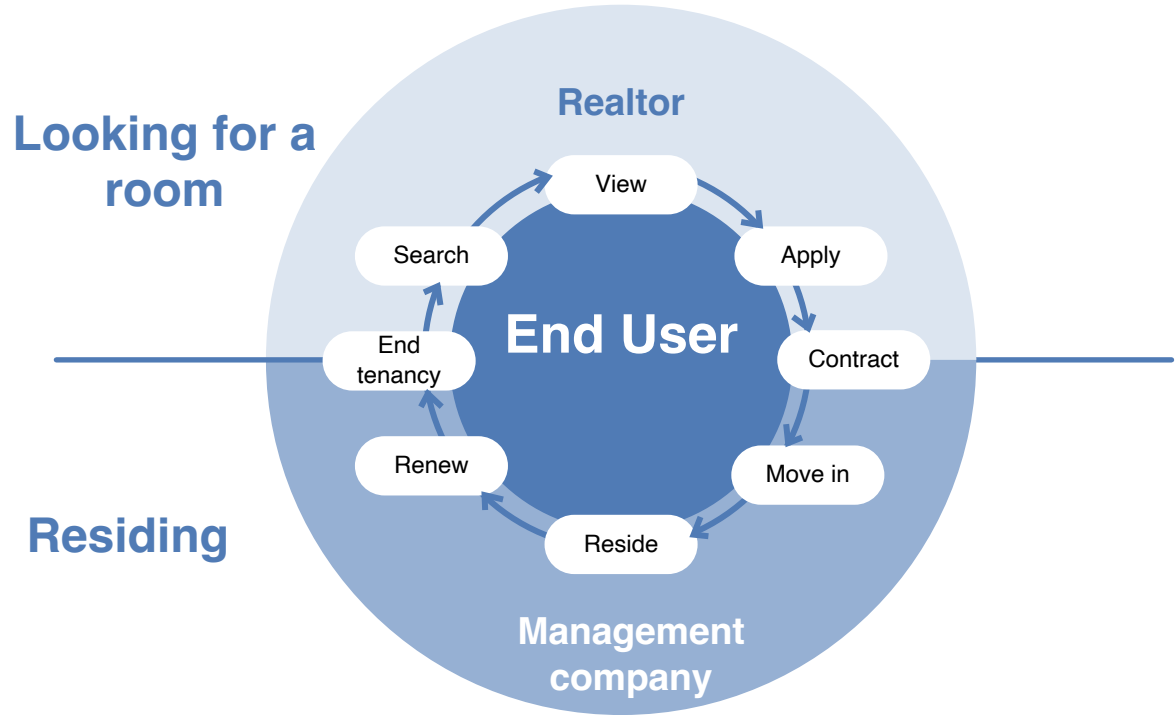 Realtor
Looking for a
room
View
Search
Apply
End User
End
tenancy
Contract
Renew
Move in
Residing
Reside
Management
company